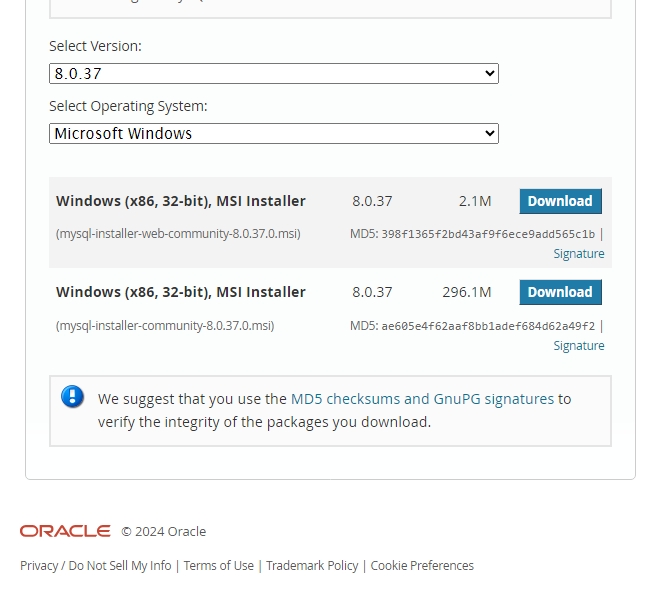 Select Version:
8.0.37
Select Operating System:
Microsoft Windows
Windows (x86, 32-bit), MSI Installer 8.0.37 2.1M Download
(mysql-installer-web-community-8.0.37.0.msi) MD5: 398f1365f2bd43af9f6ece9add565c1b |
Signature
Windows (x86, 32-bit), MSI Installer 8.0.37 296.1M Download
(mysql-installer-community-8.0.37.0.msi) MD5: ae605e4f62aaf8bb1adef684d62a49f2 |
Signature
We suggest that you use the MD5 checksums and GnuPG signatures to
verify the integrity of the packages you download.
ORACLE © 2024 Oracle
Privacy / Do Not Sell My Info | Terms of Use | Trademark Policy | Cookie Preferences